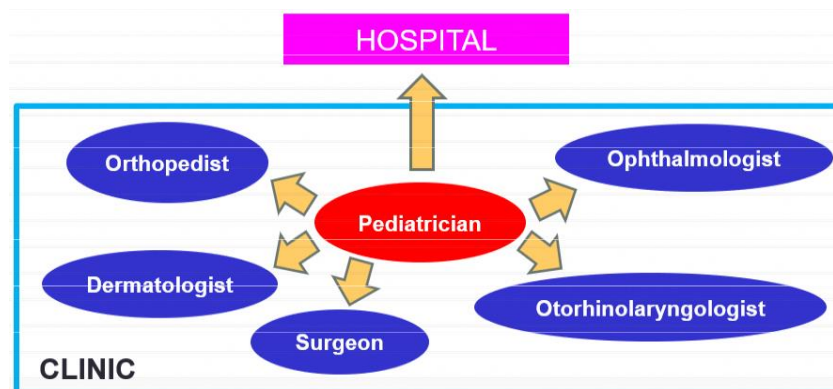 HOSPITAL
Orthopedist
Ophthalmologist
Pediatrician
Dermatologist
Otorhinolaryngologist
Surgeon
CLINIC